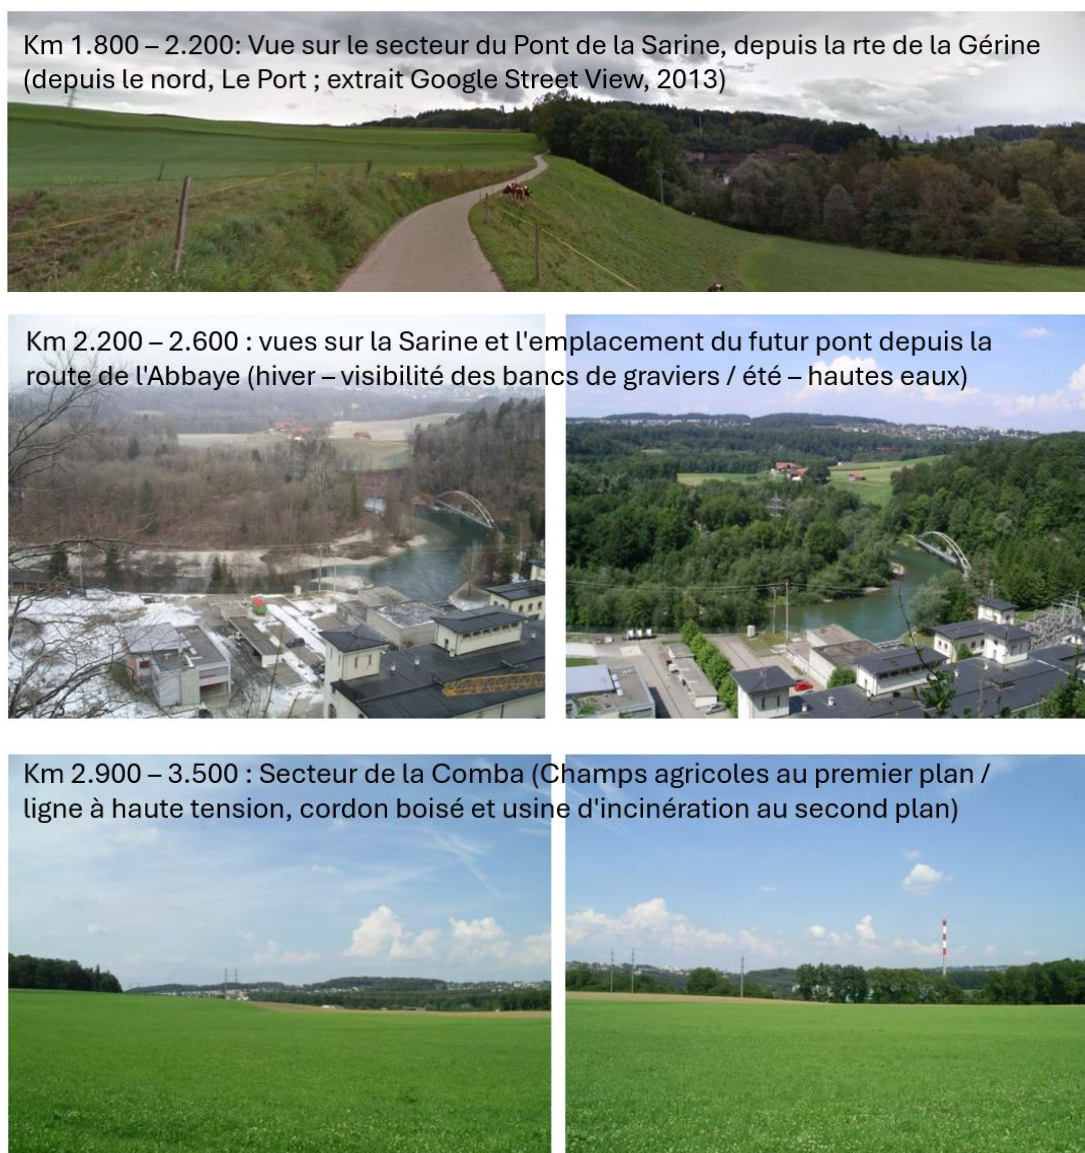 Km 1.800 – 2.200: Vue sur le secteur du Pont de la Sarine, depuis la rte de la Gérine
(depuis le nord, Le Port ; extrait Google Street View, 2013)
Km 2.200 – 2.600 : vues sur la Sarine et l'emplacement du futur pont depuis la
route de l'Abbaye (hiver – visibilité des bancs de graviers / été – hautes eaux)
Km 2.900 – 3.500 : Secteur de la Comba (Champs agricoles au premier plan /
ligne à haute tension, cordon boisé et usine d'incinération au second plan)